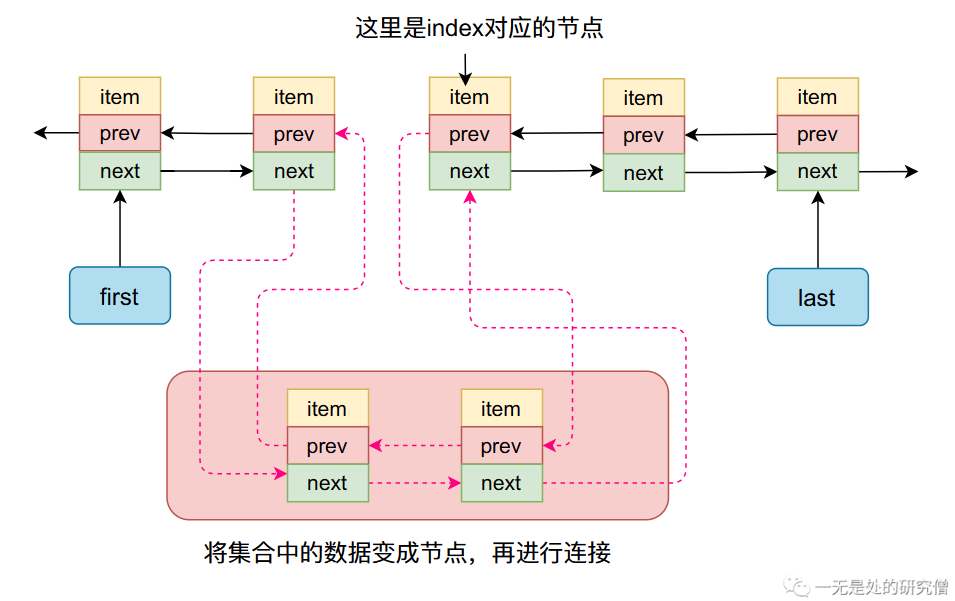 这里是index对应的节点
item item item item item
prev prev prev prev prev
next next next next next
first last
item item
prev prev
next next
将集合中的数据变成节点，再进行连接
一无是处的研究僧